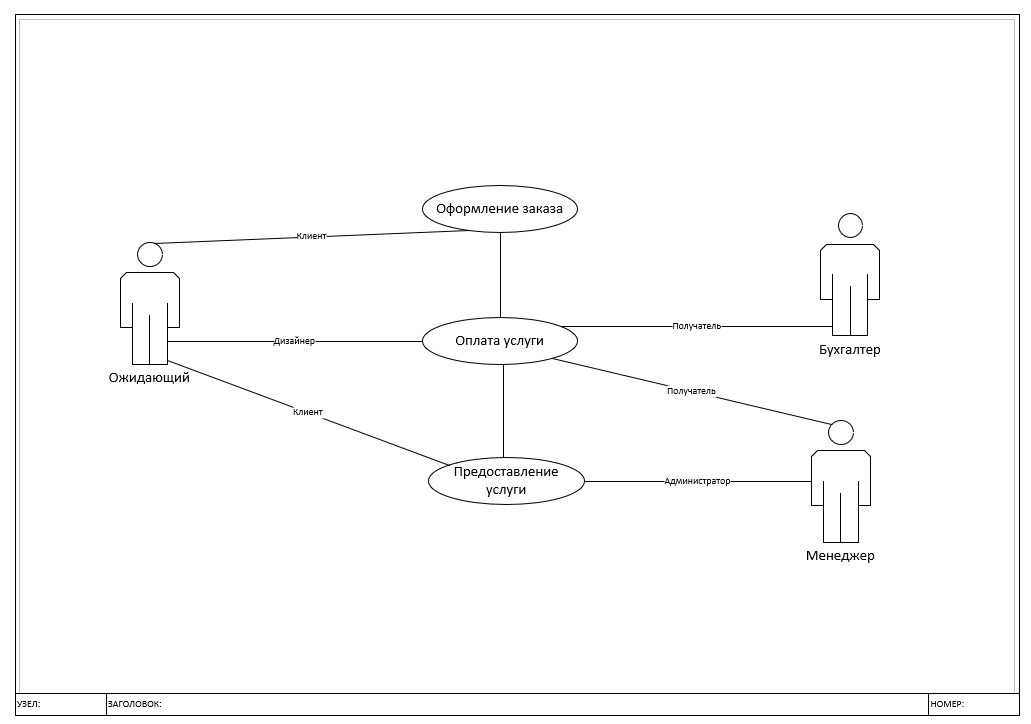 Оформление заказа
Клиент
Получатель
Оплата услуги
Дизайнер
Бухгалтер
Ожидающий
Получатель
Клиент
Предоставление
услуги
Администратор
Менеджер
УЗЕЛ:
ЗАГОЛОВОК:
НОМЕР: